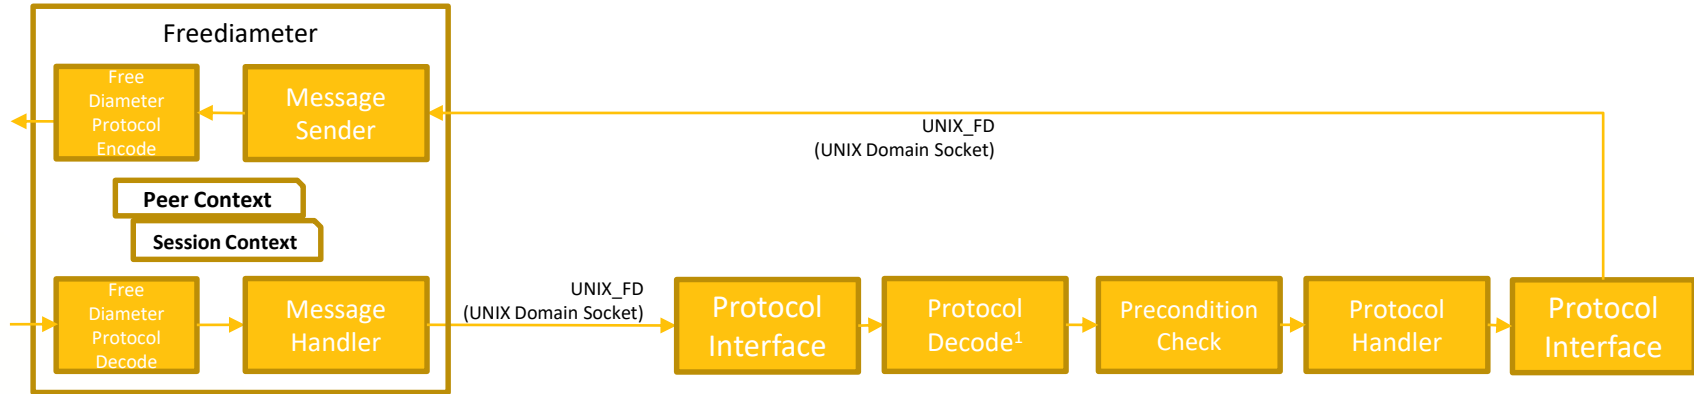 Freediameter
Free
Diameter
Protocol
Encode
Message
Sender
UNIX_FD
(UNIX Domain Socket)
Peer Context
Session Context
Free
Diameter
Protocol
Decode
Message
Handler
UNIX_FD
(UNIX Domain Socket)
Protocol
Interface
Protocol
Decode¹
Precondition
Check
Protocol
Handler
Protocol
Interface